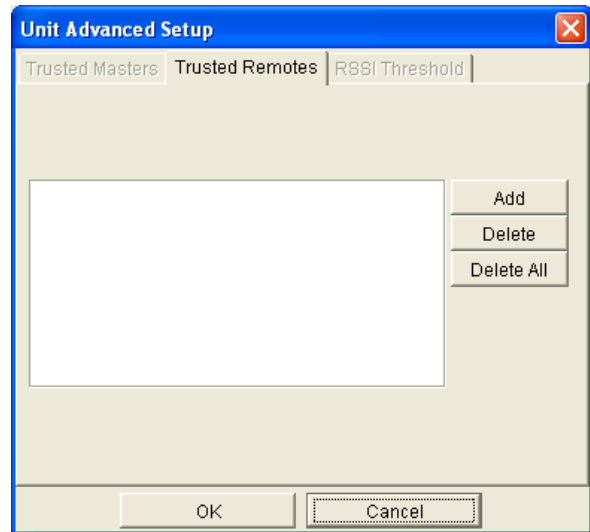 Unit Advanced Setup
Trusted Masters Trusted Remotes RSSI Threshold
Add
Delete
Delete All
OK Cancel